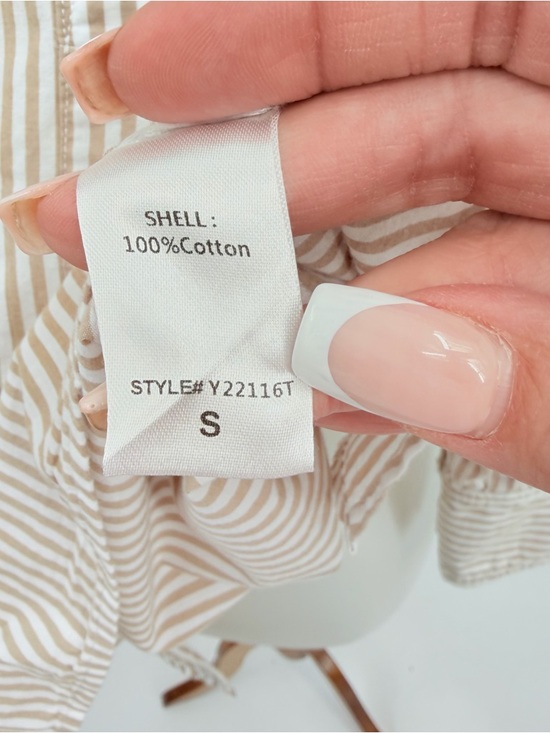 SHELL:
100%Cotton
STYLE# Y22116T
S